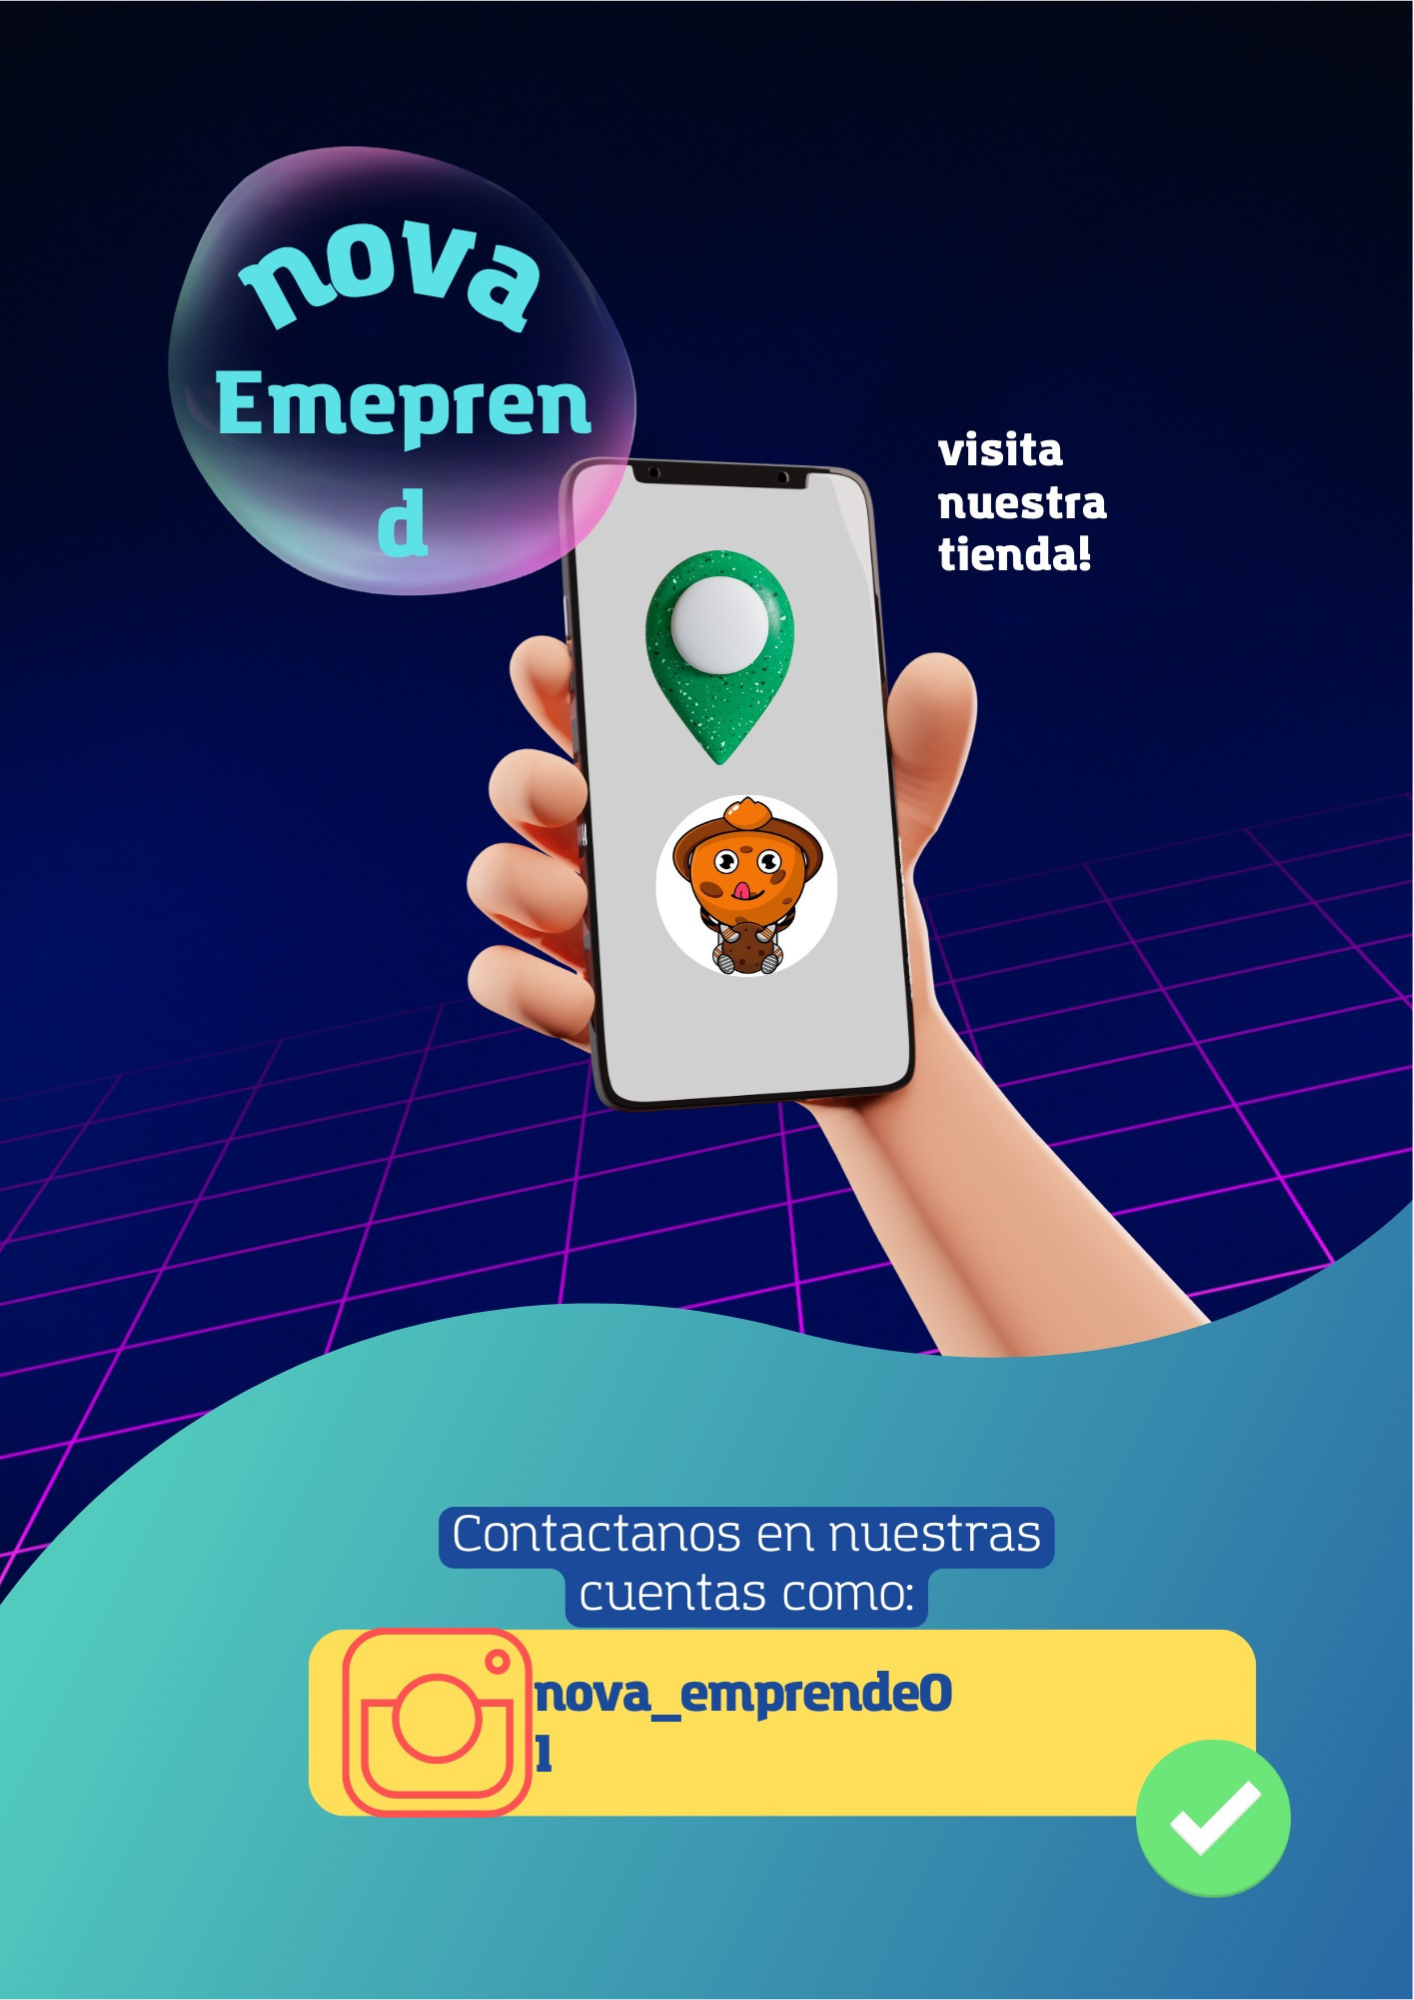 nova
Emepren
d
visita
nuestra
tienda!
Contactanos en nuestras
cuentas como:
nova_emprende0
1